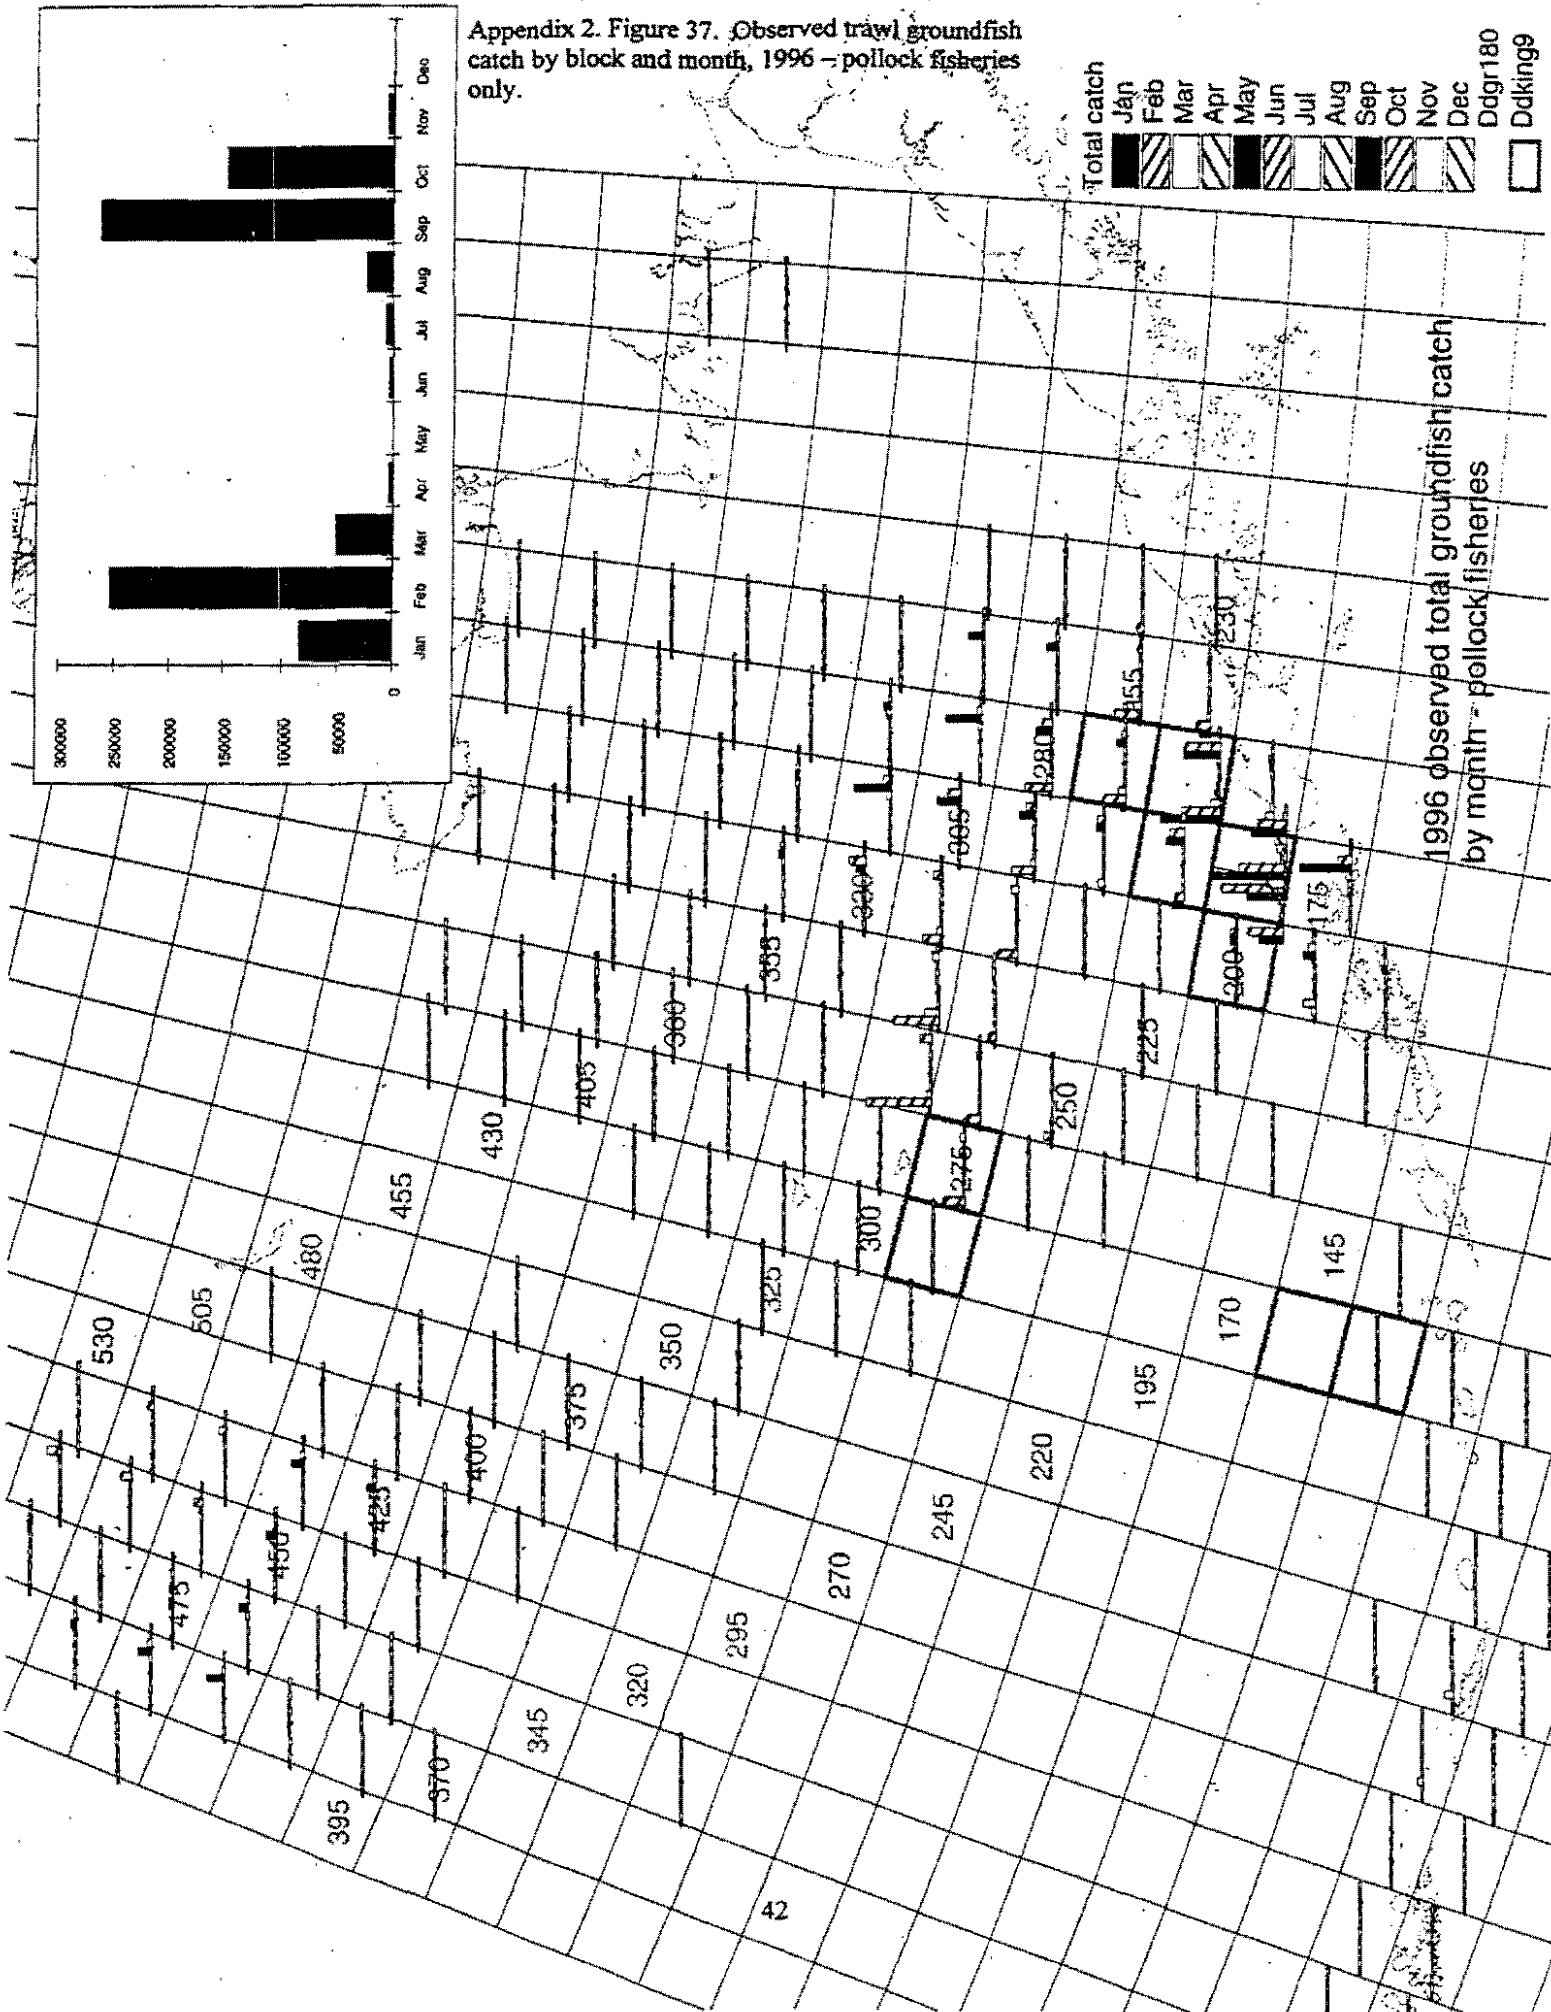 Appendix 2. Figure 37. Observed trawl groundfish
catch by block and month, 1996 – pollock fisheries
only.
300000
250000
200000
150000
100000
50000
0
Jan
Feb
Mar
Apr
May
Jun
Jul
Aug
Sep
Oct
Nov
Dec
Total catch
Jan
Feb
Mar
Apr
May
Jun
Jul
Aug
Sep
Oct
Nov
Dec
Ddgr180
Ddking9
1996 observed total groundfish catch
by month - pollock fisheries
530
505
480
455
430
405
380
355
330
305
280
155
230
475
450
425
400
375
350
325
300
275
250
225
200
175
395
370
345
320
295
270
245
220
195
170
145
42